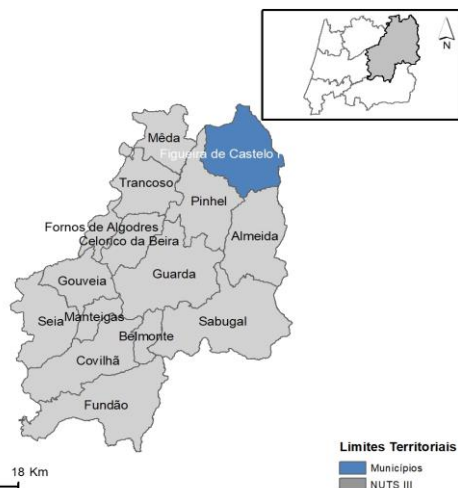 N
Mêda
Figueira de Castelo
Trancoso
Pinhel
Fornos de Algodres
Celorico da Beira
Almeida
Guarda
Gouveia
Manteigas
Seia
Sabugal
Belmonte
Covilhã
Fundão
18 Km
Limites Territoriais
Municípios
NUTS III